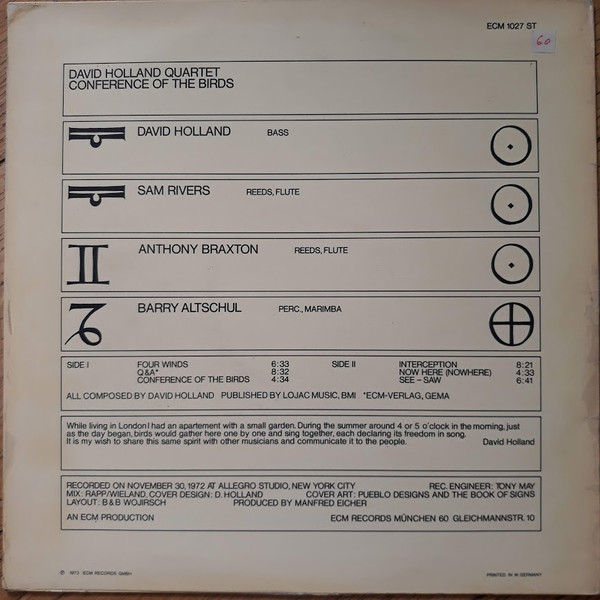 ECM 1027 ST
60
DAVID HOLLAND QUARTET
CONFERENCE OF THE BIRDS
DAVID HOLLAND BASS
SAM RIVERS REEDS, FLUTE
ANTHONY BRAXTON REEDS, FLUTE
BARRY ALTSCHUL PERC., MARIMBA
SIDE I FOUR WINDS 6:33 SIDE II INTERCEPTION 8:21
Q&A* 8:32 NOW HERE (NOWHERE) 4:33
CONFERENCE OF THE BIRDS 4:34 SEE – SAW 6:41
ALL COMPOSED BY DAVID HOLLAND PUBLISHED BY LOJAC MUSIC, BMI *ECM-VERLAG, GEMA
While living in London I had an apartement with a small garden. During the summer around 4 or 5 o'clock in the morning, just
as the day began, birds would gather here one by one and sing together, each declaring its freedom in song.
It is my wish to share this same spirit with other musicians and communicate it to the people. David Holland
RECORDED ON NOVEMBER 30, 1972 AT ALLEGRO STUDIO, NEW YORK CITY REC. ENGINEER: TONY MAY
MIX: RAPP/WIELAND, COVER DESIGN: D. HOLLAND COVER ART: PUEBLO DESIGNS AND THE BOOK OF SIGNS
LAYOUT: B & B WOJIRSCH PRODUCED BY MANFRED EICHER
AN ECM PRODUCTION ECM RECORDS MÜNCHEN 60 GLEICHMANNSTR. 10
℗ 1973 ECM RECORDS GMBH PRINTED IN W. GERMANY